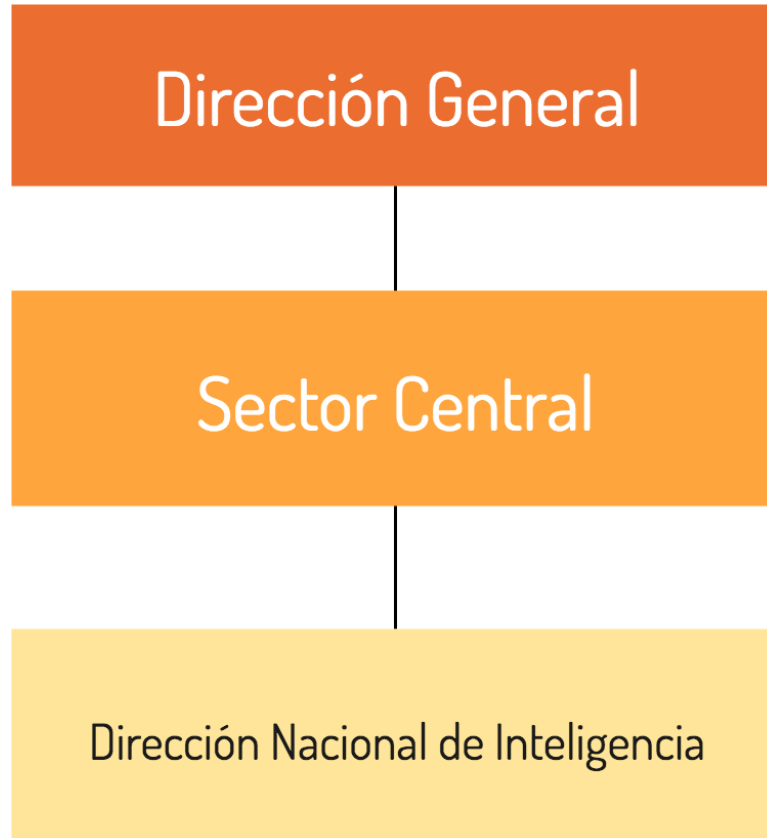 Dirección General
Sector Central
Dirección Nacional de Inteligencia